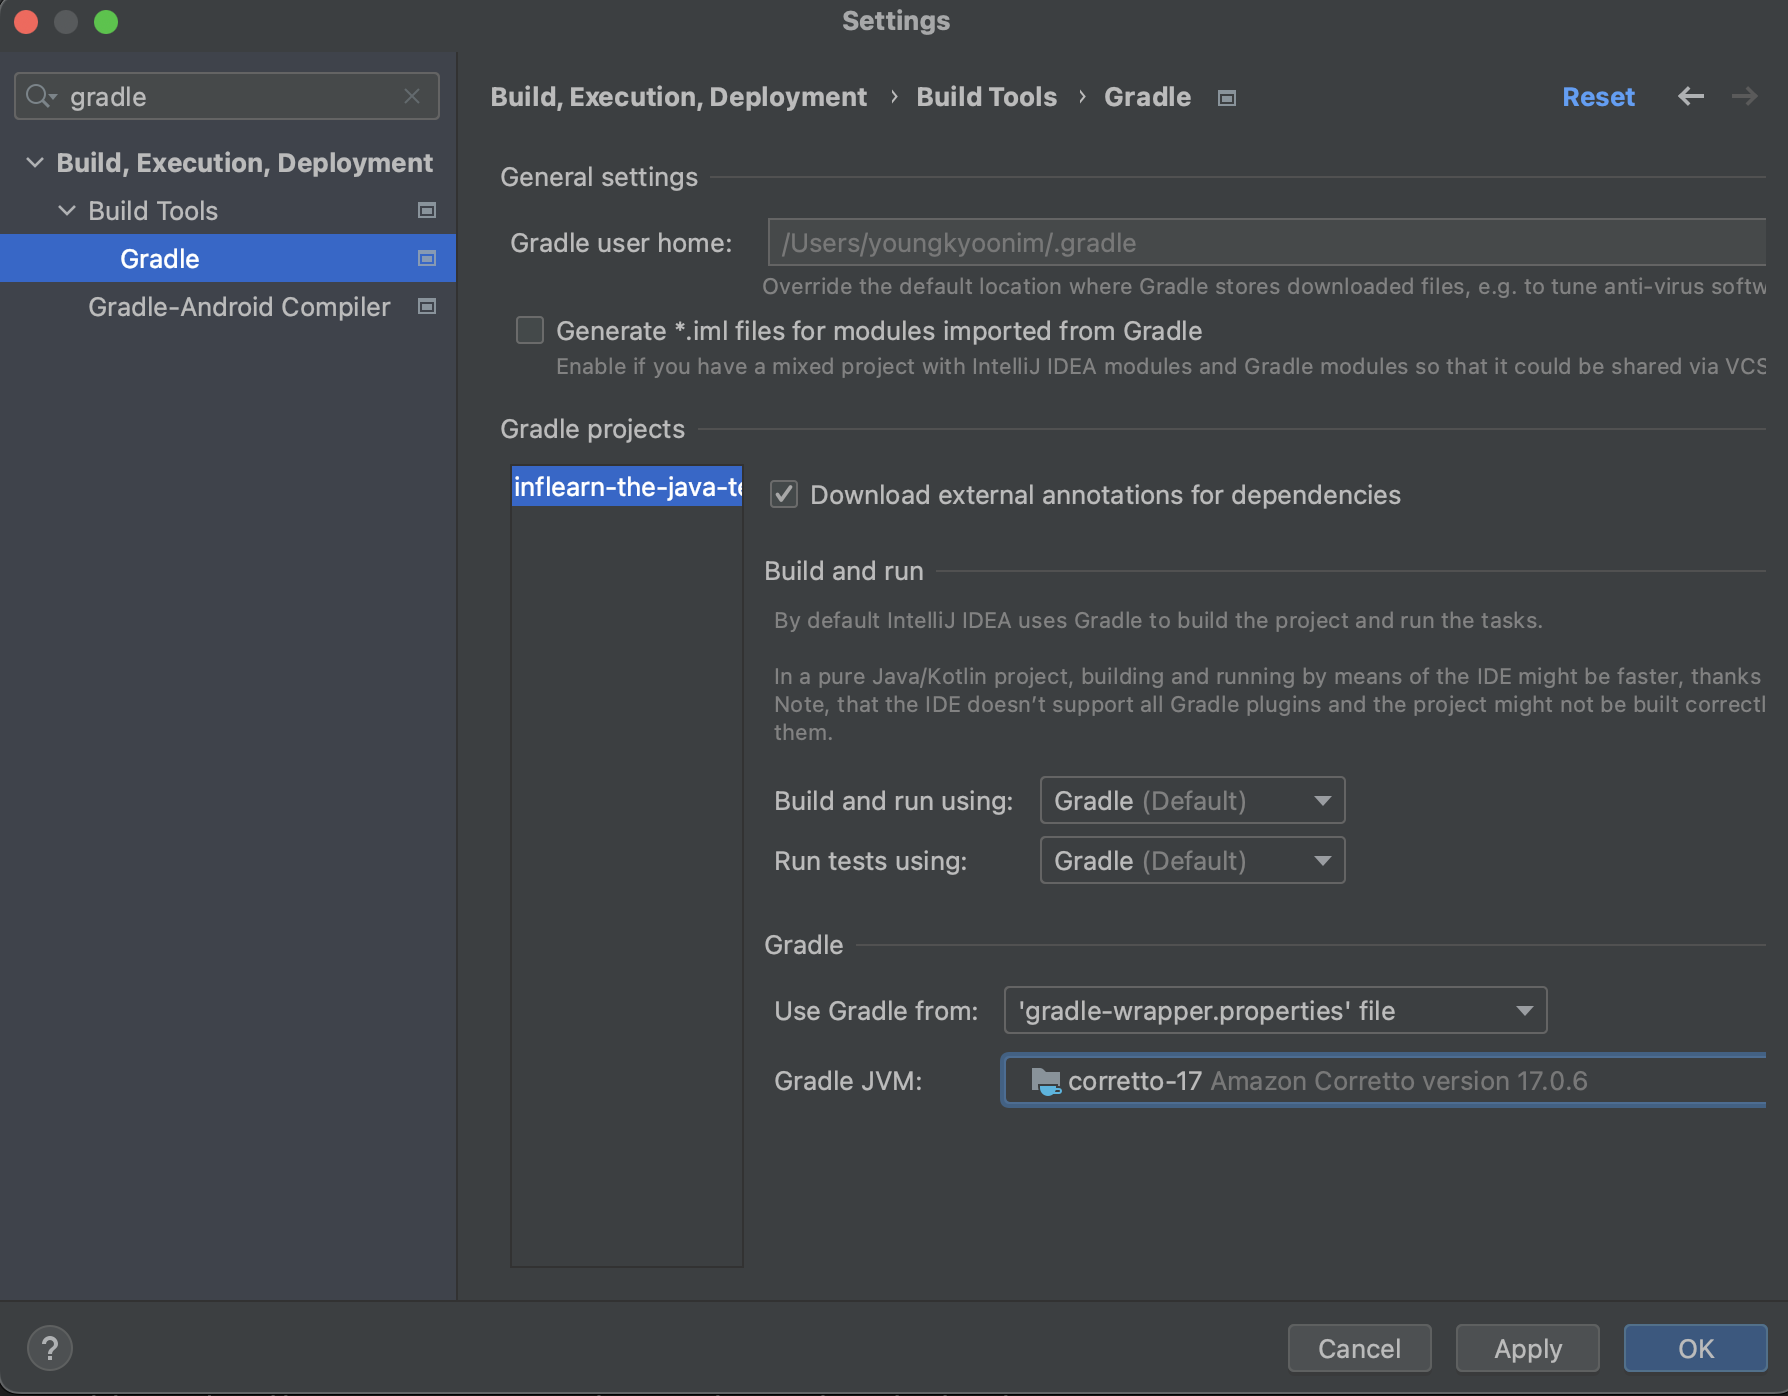 Settings
gradle
Build, Execution, Deployment
Build Tools
Gradle
Gradle-Android Compiler
Build, Execution, Deployment › Build Tools › Gradle
Reset
General settings
Gradle user home: /Users/youngkyoonim/.gradle
Override the default location where Gradle stores downloaded files, e.g. to tune anti-virus softw
Generate *.iml files for modules imported from Gradle
Enable if you have a mixed project with IntelliJ IDEA modules and Gradle modules so that it could be shared via VCS
Gradle projects
inflearn-the-java-te
Download external annotations for dependencies
Build and run
By default IntelliJ IDEA uses Gradle to build the project and run the tasks.
In a pure Java/Kotlin project, building and running by means of the IDE might be faster, thanks
Note, that the IDE doesn't support all Gradle plugins and the project might not be built correctl
them.
Build and run using: Gradle (Default)
Run tests using: Gradle (Default)
Gradle
Use Gradle from: 'gradle-wrapper.properties' file
Gradle JVM: corretto-17 Amazon Corretto version 17.0.6
? Cancel Apply OK